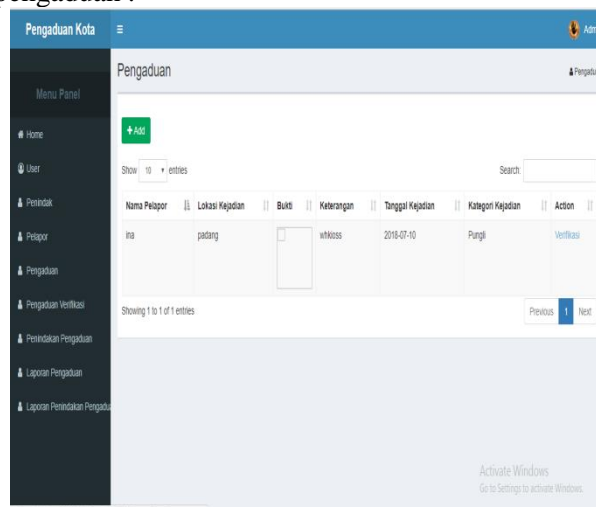 pengaduan .
Pengaduan Kota
Adm
Pengaduan
Pengadu
Menu Panel
Home
+ Add
User
Show 10 entries
Search:
Penindak
Nama Pelapor Lokasi Kejadian Bukti Keterangan Tanggal Kejadian Kategori Kejadian Action
Pelapor
ina padang whkloss 2018-07-10 Pungli Verifikasi
Pengaduan
Pengaduan Verifikasi
Showing 1 to 1 of 1 entries
Previous 1 Next
Penindakan Pengaduan
Laporan Pengaduan
Laporan Penindakan Pengadua
Activate Windows
Go to Settings to activate Windows.